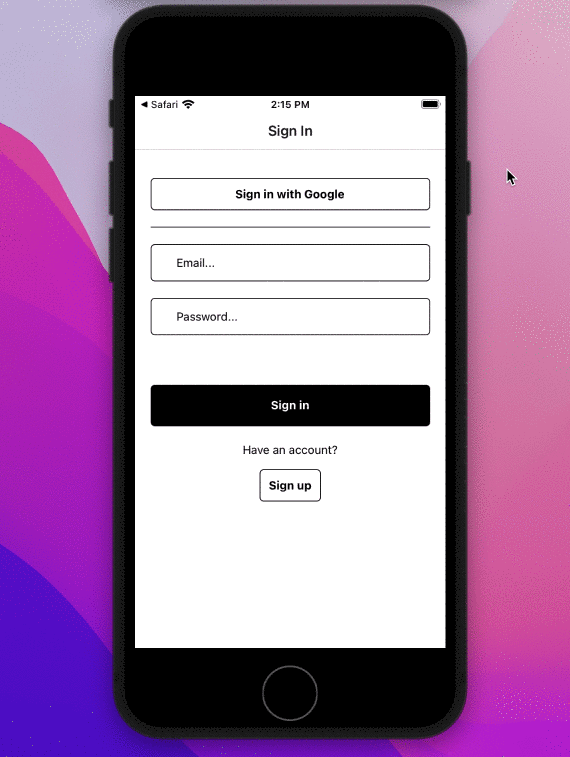 ◀ Safari 2:15 PM
Sign In
Sign in with Google
Email...
Password...
Sign in
Have an account?
Sign up